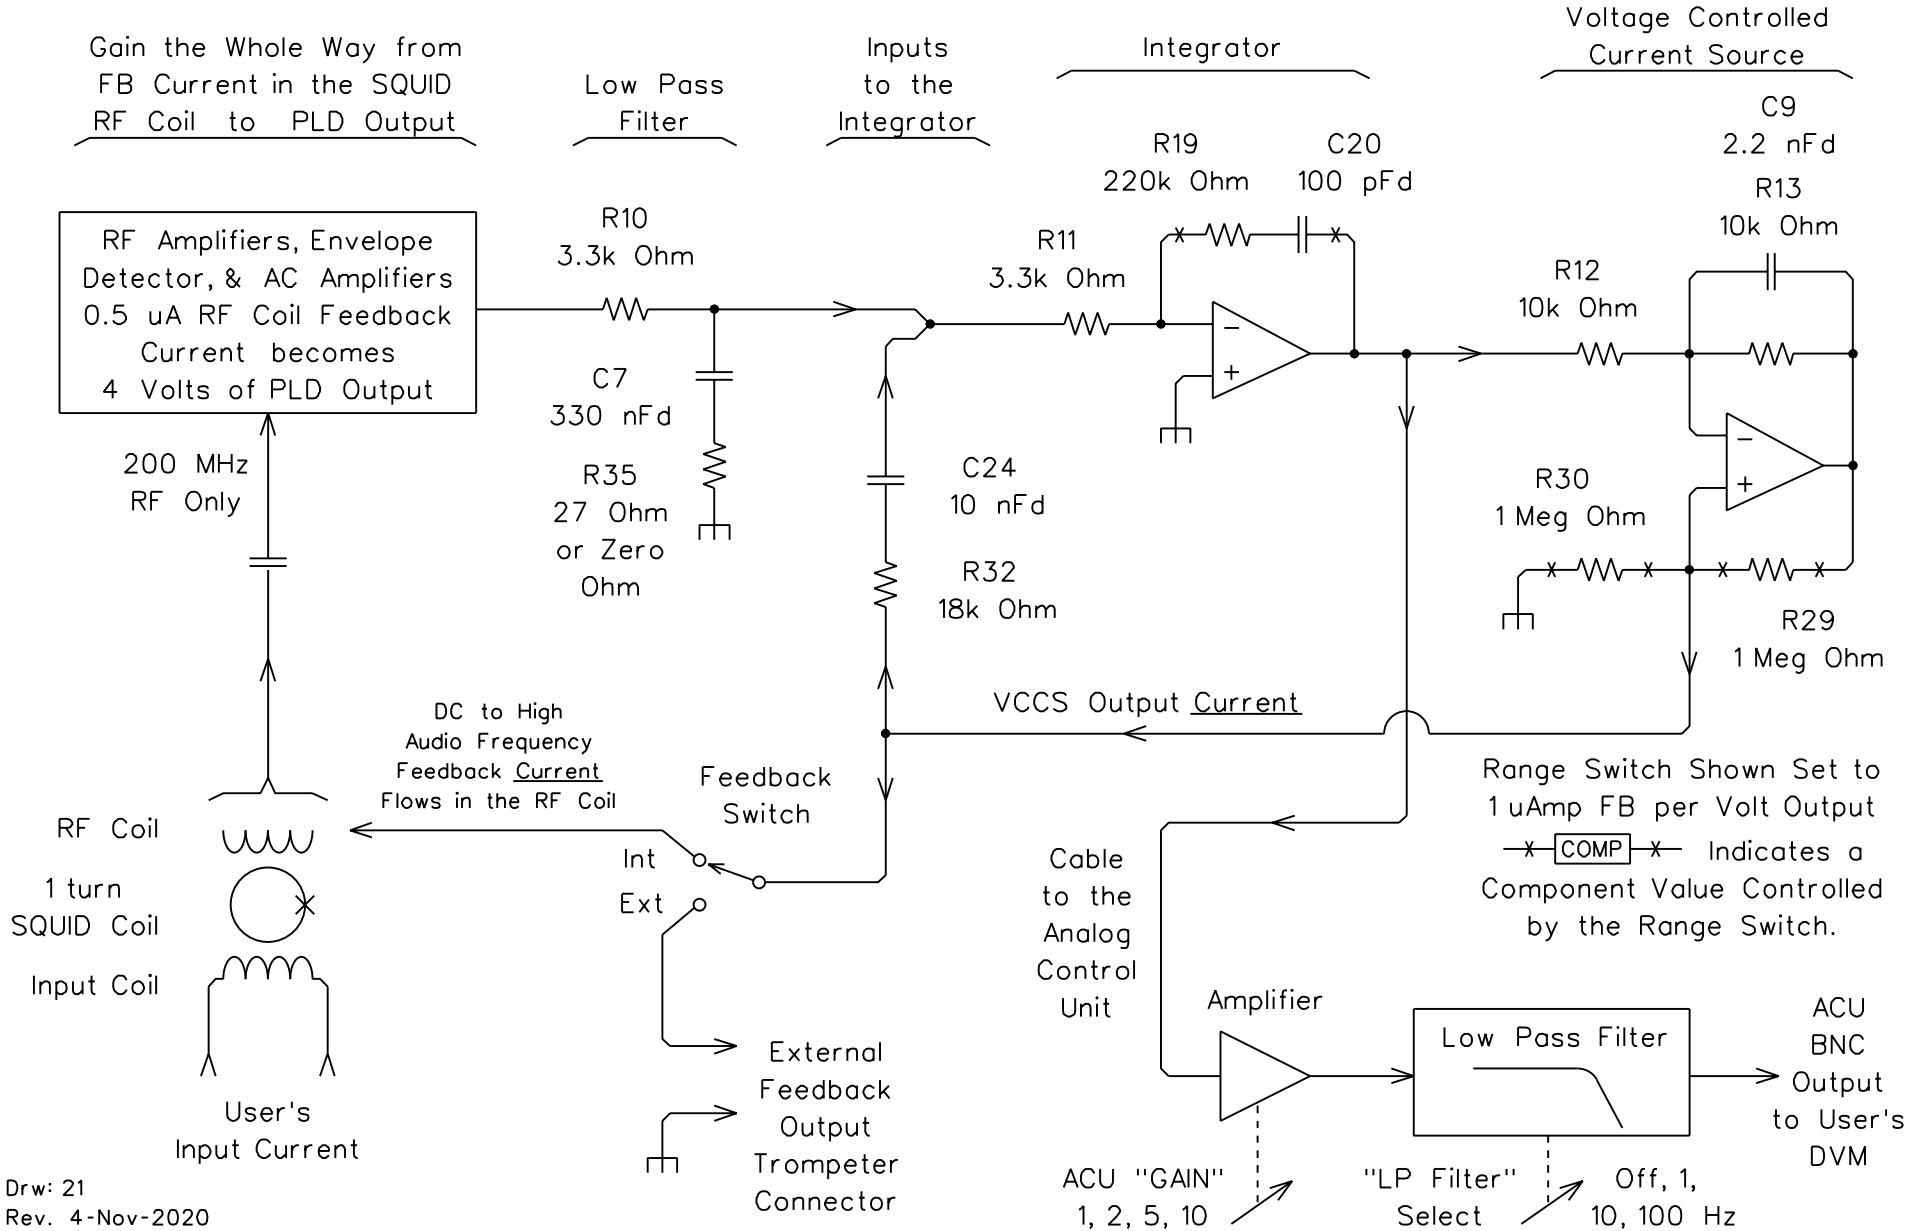 Gain the Whole Way from
FB Current in the SQUID
RF Coil to PLD Output
Low Pass
Filter
Inputs
to the
Integrator
Integrator
Voltage Controlled
Current Source
RF Amplifiers, Envelope
Detector, & AC Amplifiers
0.5 uA RF Coil Feedback
Current becomes
4 Volts of PLD Output
R10
3.3k Ohm
C7
330 nFd
R35
27 Ohm
or Zero
Ohm
R11
3.3k Ohm
R19
220k Ohm
C20
100 pFd
−
+
C9
2.2 nFd
R13
10k Ohm
R12
10k Ohm
−
+
R30
1 Meg Ohm
R29
1 Meg Ohm
C24
10 nFd
R32
18k Ohm
200 MHz
RF Only
VCCS Output Current
DC to High
Audio Frequency
Feedback Current
Flows in the RF Coil
Feedback
Switch
Int
Ext
RF Coil
1 turn
SQUID Coil
Input Coil
User's
Input Current
External
Feedback
Output
Trompeter
Connector
Range Switch Shown Set to
1 uAmp FB per Volt Output
COMP Indicates a
Component Value Controlled
by the Range Switch.
Cable
to the
Analog
Control
Unit
Amplifier
Low Pass Filter
ACU
BNC
Output
to User's
DVM
ACU "GAIN"
1, 2, 5, 10
"LP Filter"
Select
Off, 1,
10, 100 Hz
Drw: 21
Rev. 4-Nov-2020